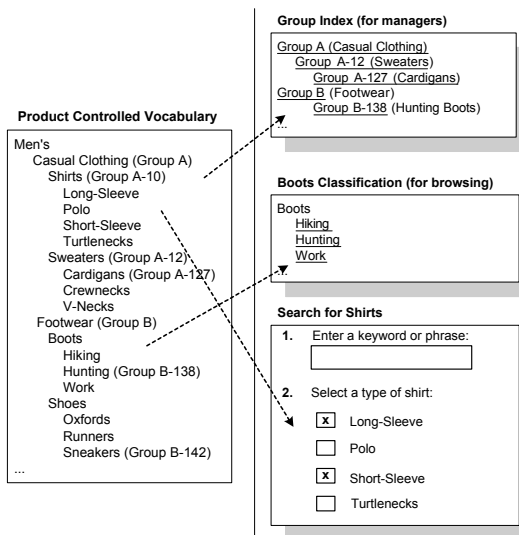 Product Controlled Vocabulary
Men's
Casual Clothing (Group A)
Shirts (Group A-10)
Long-Sleeve
Polo
Short-Sleeve
Turtlenecks
Sweaters (Group A-12)
Cardigans (Group A-127)
Crewnecks
V-Necks
Footwear (Group B)
Boots
Hiking
Hunting (Group B-138)
Work
Shoes
Oxfords
Runners
Sneakers (Group B-142)
...
Group Index (for managers)
Group A (Casual Clothing)
Group A-12 (Sweaters)
Group A-127 (Cardigans)
Group B (Footwear)
Group B-138 (Hunting Boots)
...
Boots Classification (for browsing)
Boots
Hiking
Hunting
Work
...
Search for Shirts
1. Enter a keyword or phrase:
2. Select a type of shirt:
x Long-Sleeve
Polo
x Short-Sleeve
Turtlenecks